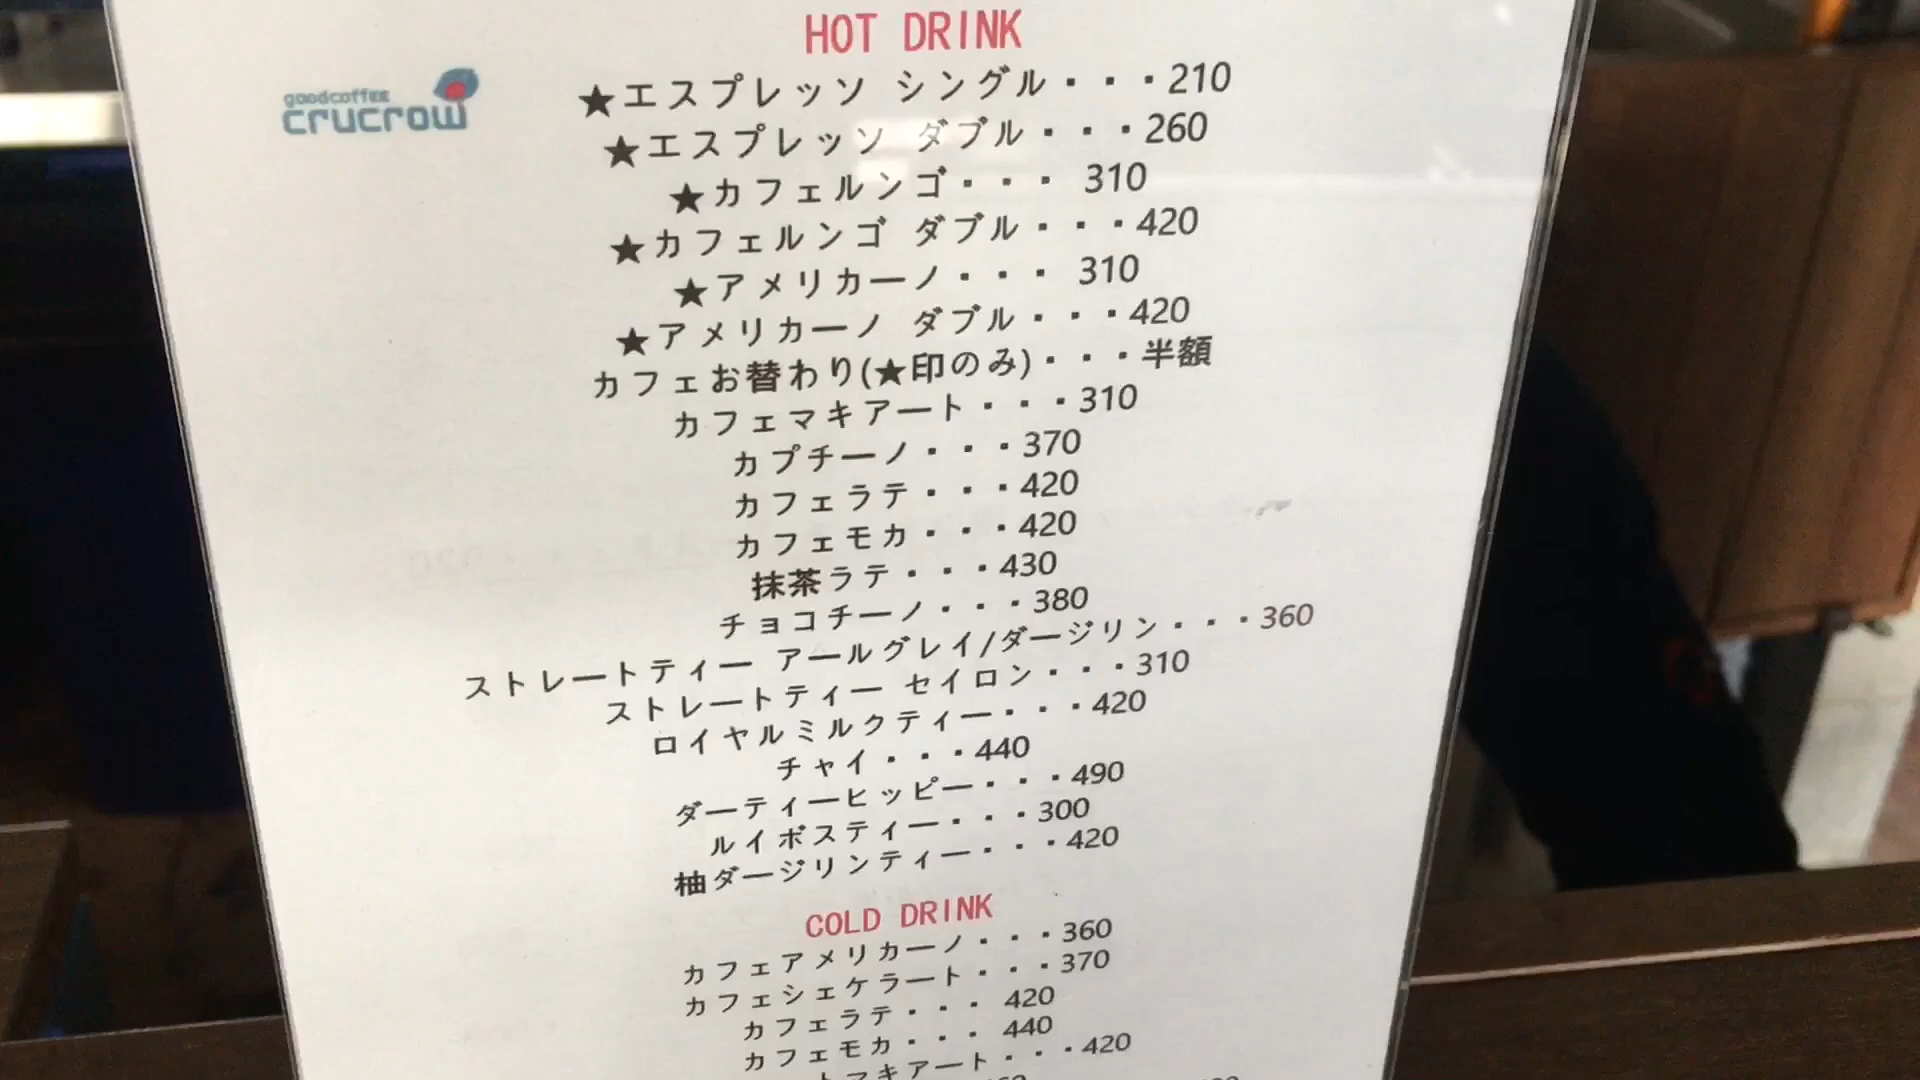 HOT DRINK
goodcoffee
crucrow
★エスプレッソ シングル・・・210
★エスプレッソ ダブル・・・260
★カフェルンゴ・・・ 310
★カフェルンゴ ダブル・・・420
★アメリカーノ・・・ 310
★アメリカーノ ダブル・・・420
カフェお替わり(★印のみ)・・・半額
カフェマキアート・・・310
カプチーノ・・・370
カフェラテ・・・420
カフェモカ・・・420
抹茶ラテ・・・430
チョコチーノ・・・380
ストレートティー アールグレイ/ダージリン・・・360
ストレートティー セイロン・・・310
ロイヤルミルクティー・・・420
チャイ・・・440
ダーティーヒッピー・・・490
ルイボスティー・・・300
柚ダージリンティー・・・420
COLD DRINK
カフェアメリカーノ・・・360
カフェシェケラート・・・370
カフェラテ・・・ 420
カフェモカ・・・ 440
マキアート・・・420